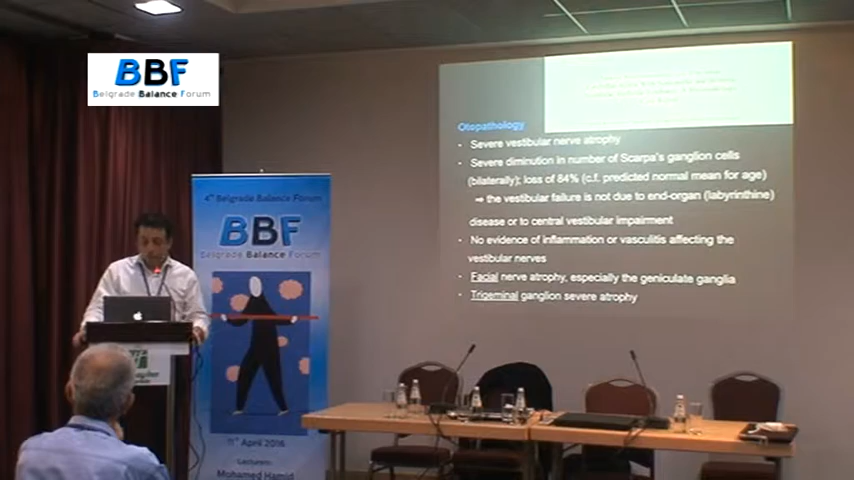 BBF
Belgrade Balance Forum
4th Belgrade Balance Forum
BBF
Belgrade Balance Forum
11th April 2016
Lecturer:
Mohamed Hamid
Otopathology
• Severe vestibular nerve atrophy
• Severe diminution in number of Scarpa's ganglion cells
(bilaterally); loss of 84% (c.f. predicted normal mean for age)
⇒ the vestibular failure is not due to end-organ (labyrinthine)
disease or to central vestibular impairment
• No evidence of inflammation or vasculitis affecting the
vestibular nerves
• Facial nerve atrophy, especially the geniculate ganglia
• Trigeminal ganglion severe atrophy